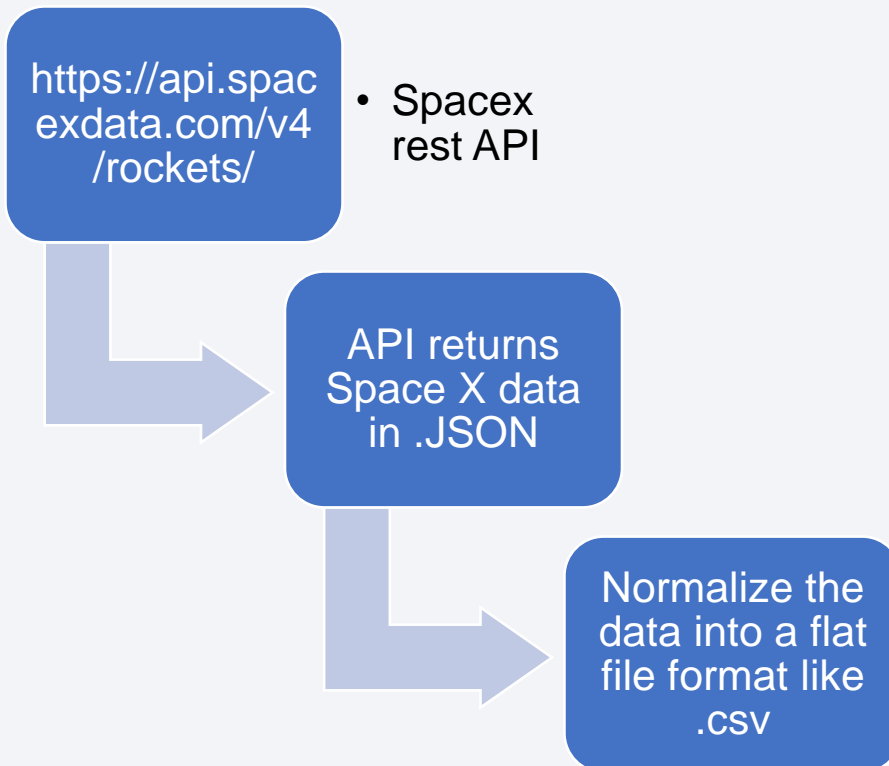 https://api.spac
exdata.com/v4
/rockets/
• Spacex
rest API
API returns
Space X data
in .JSON
Normalize the
data into a flat
file format like
.csv